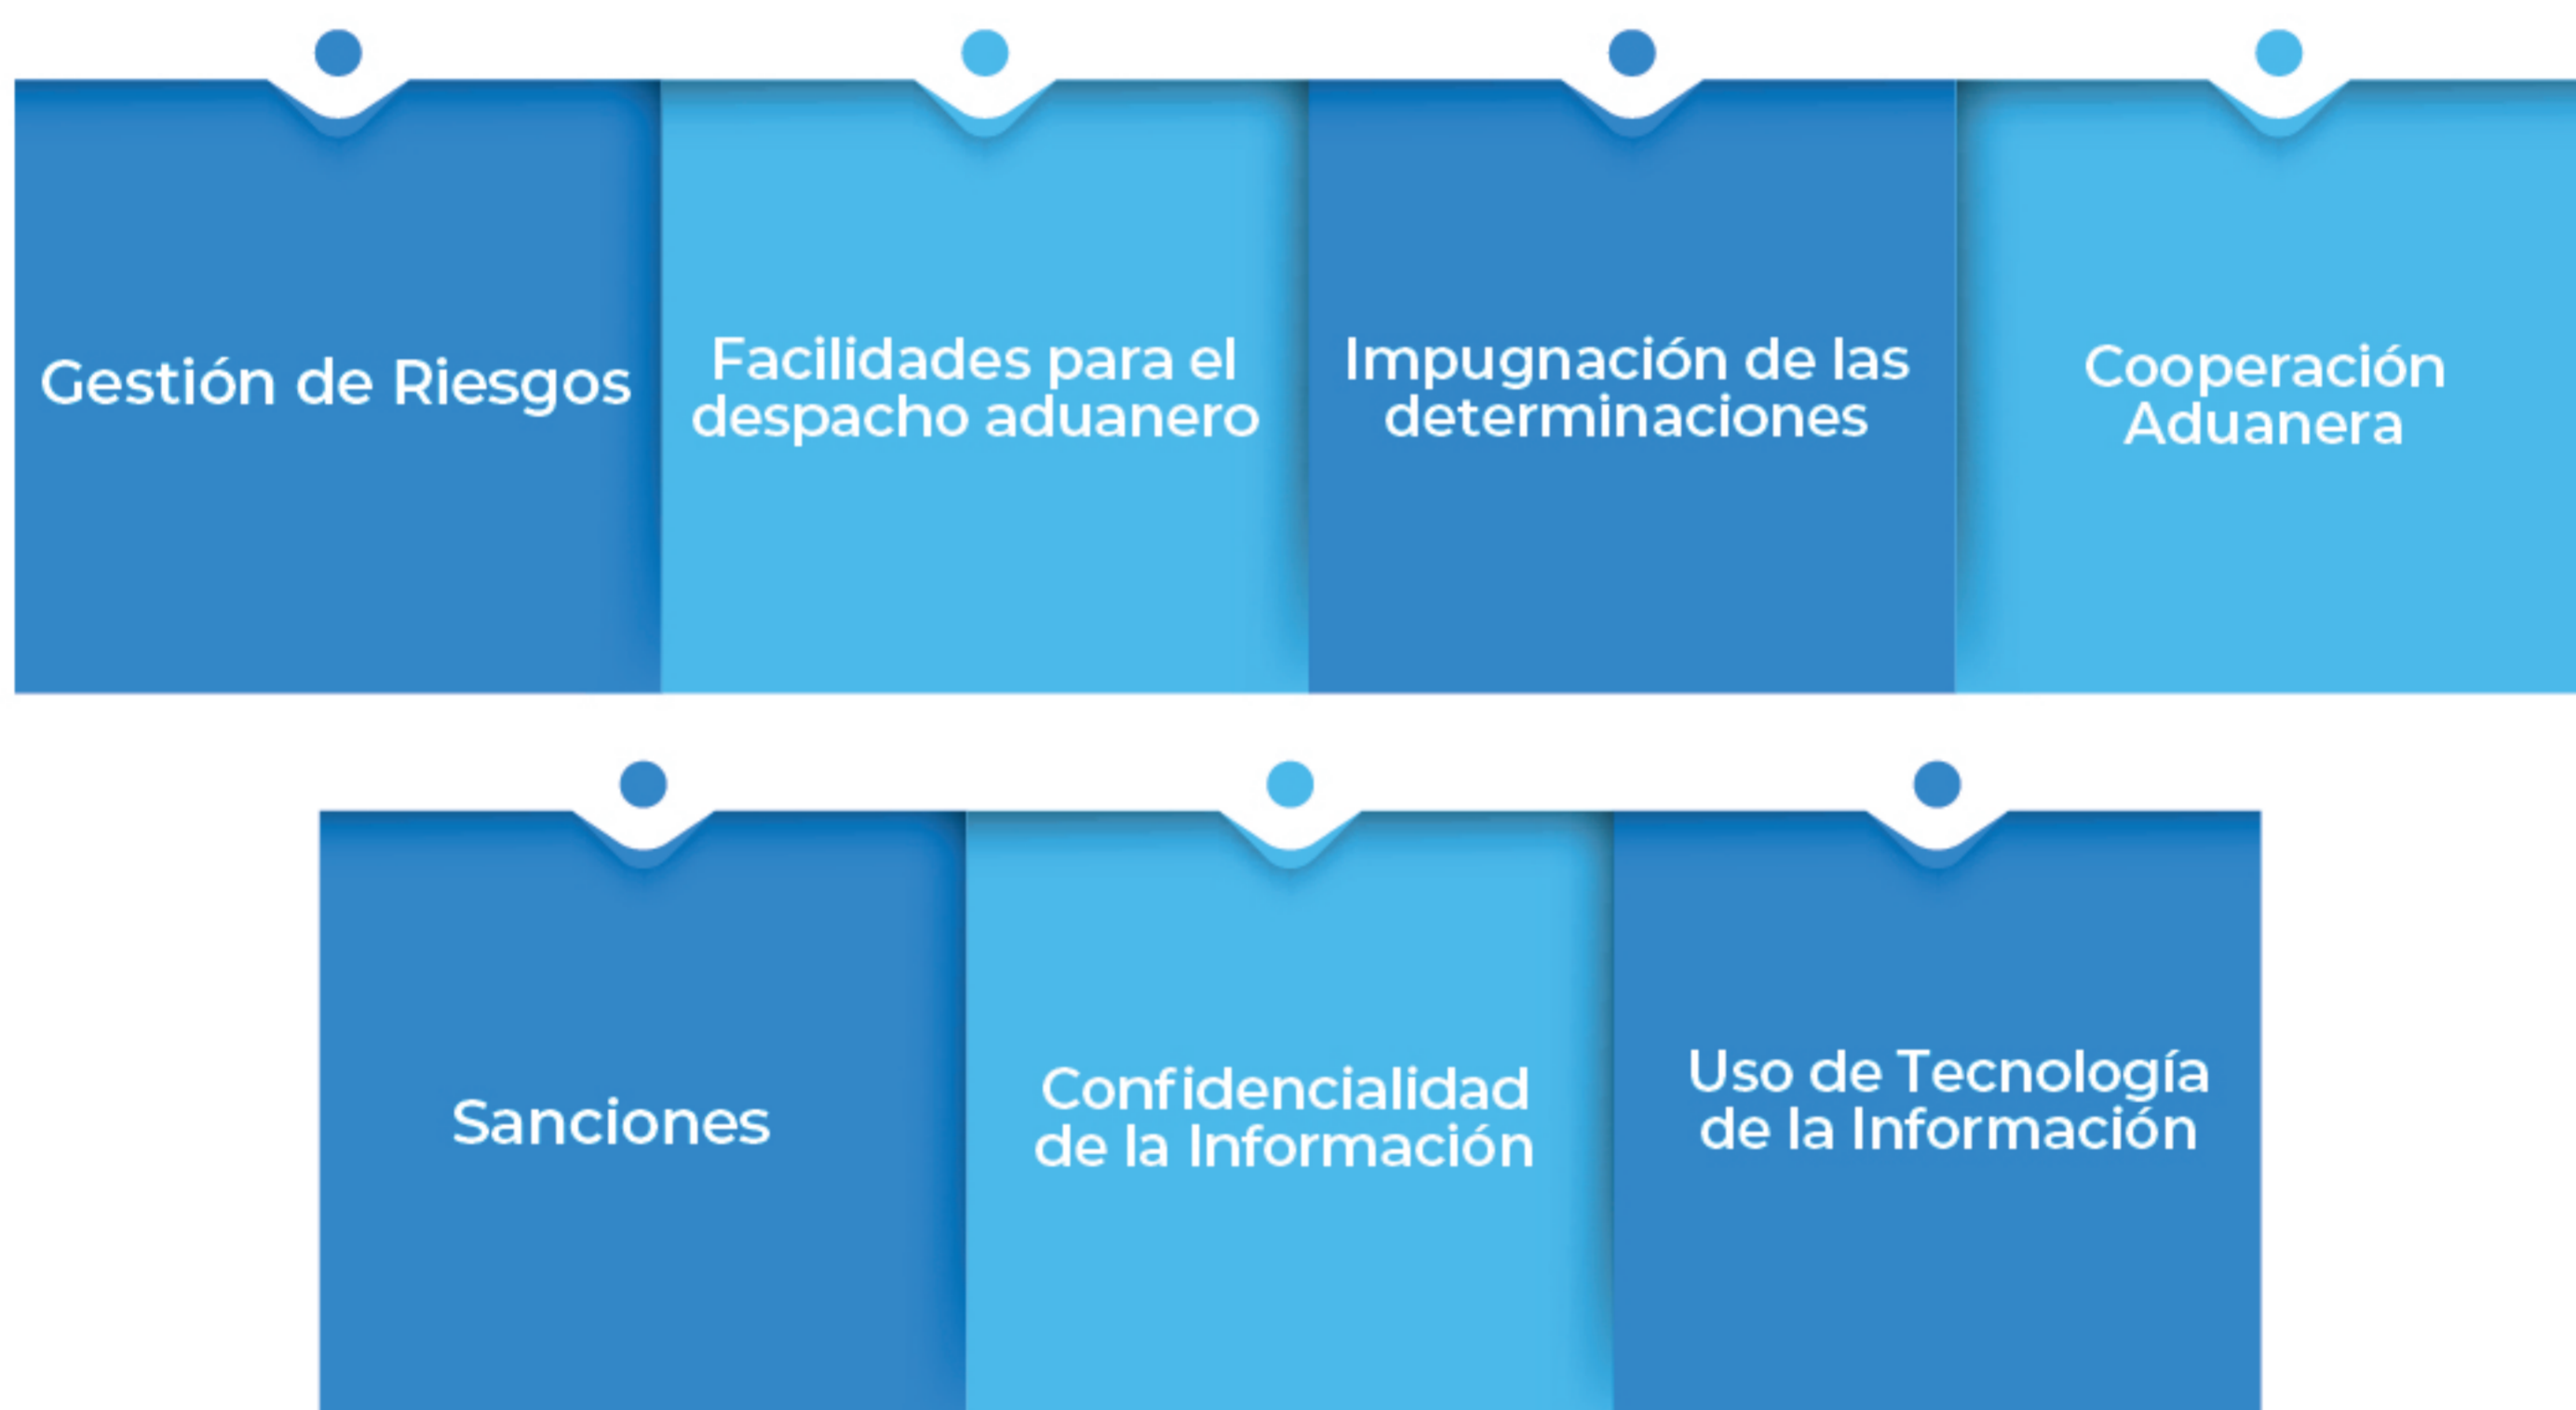 Gestión de Riesgos
Facilidades para el
despacho aduanero
Impugnación de las
determinaciones
Cooperación
Aduanera
Sanciones
Confidencialidad
de la Información
Uso de Tecnología
de la Información